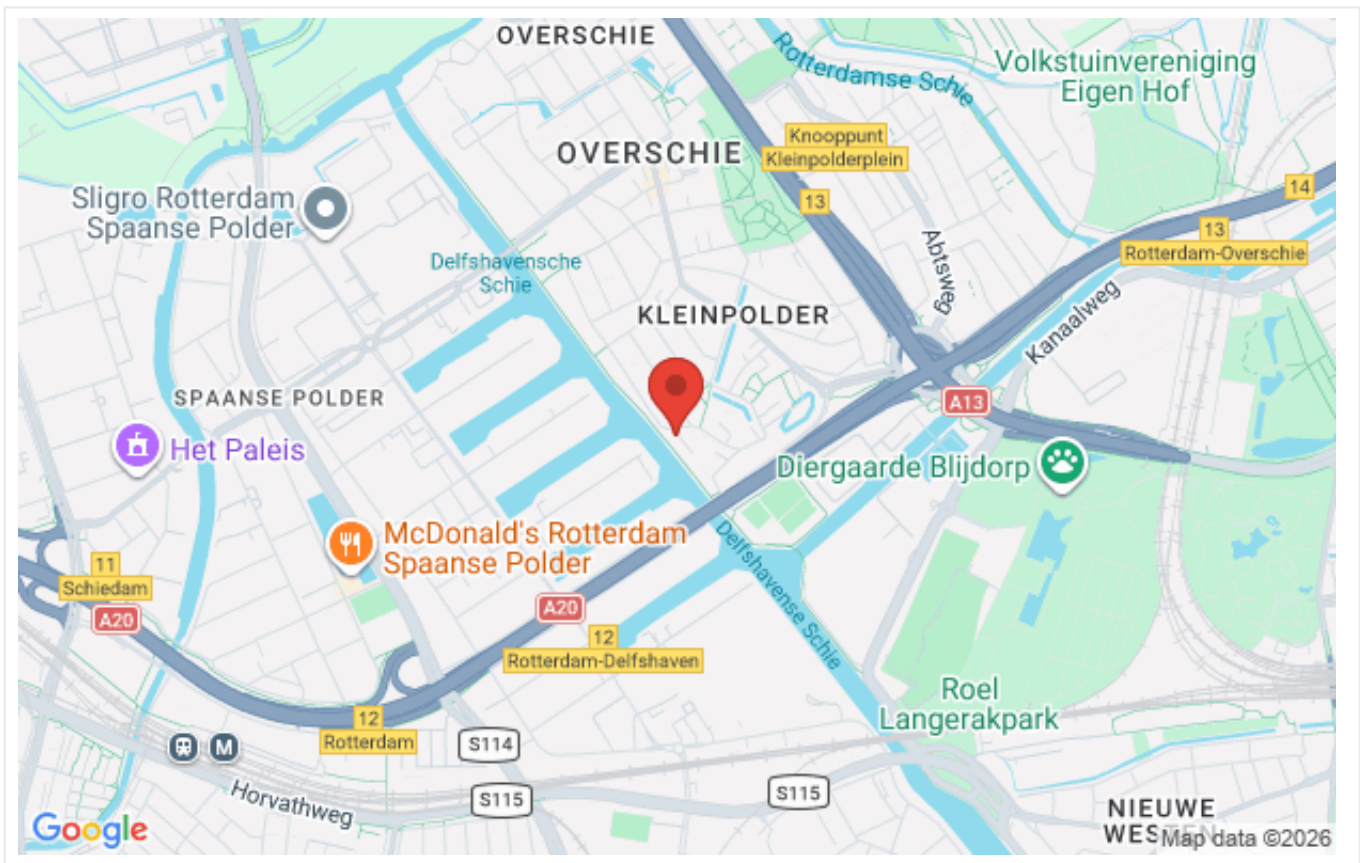 OVERSCHIE
Rotterdamse Schie
Volkstuinvereniging
Eigen Hof
Knooppunt
Kleinpolderplein
OVERSCHIE
13
14
Sligro Rotterdam
Spaanse Polder
13
Rotterdam-Overschie
Abtsweg
Delfshavensche
Schie
Kanaalweg
KLEINPOLDER
SPAANSE POLDER
A13
Het Paleis
Diergaarde Blijdorp
McDonald's Rotterdam
Spaanse Polder
Delfshavense Schie
11
Schiedam
A20
A20
12
Rotterdam-Delfshaven
Roel
Langerakpark
12
Rotterdam
S114
M
Horvathweg
S115
S115
NIEUWE
WESTEN
Google
Map data ©2026